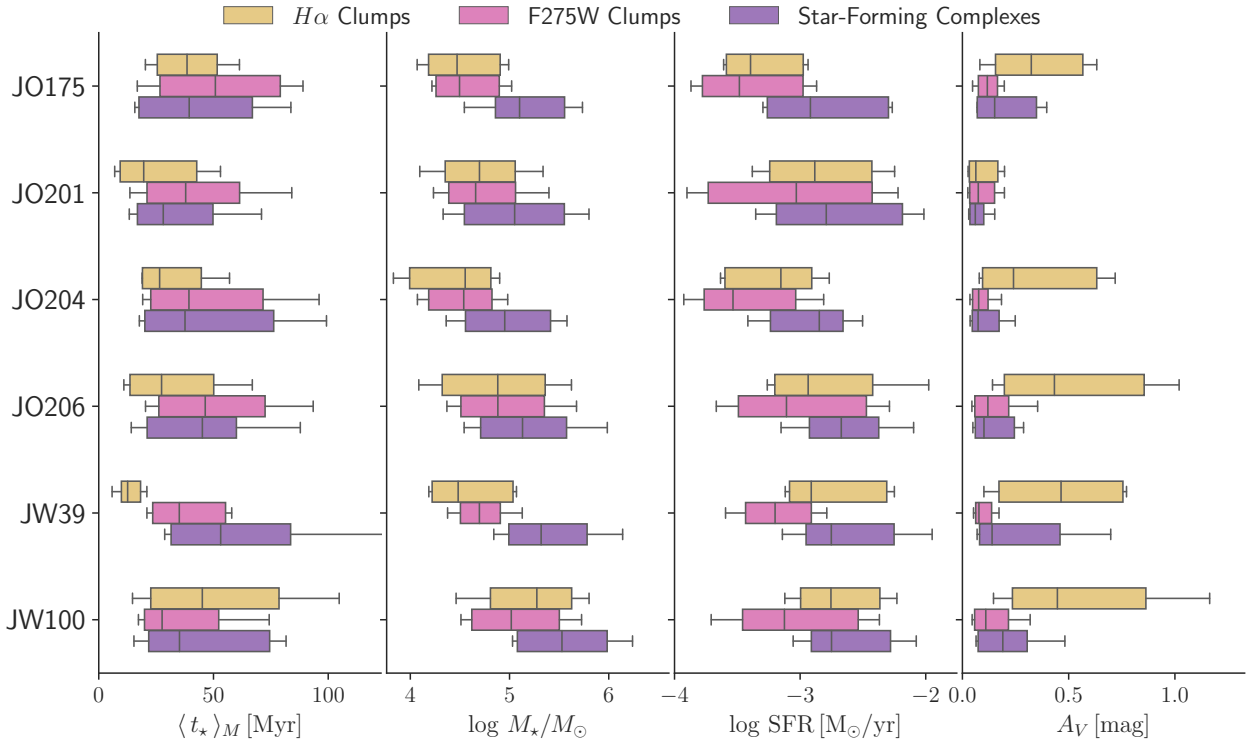 Hα Clumps F275W Clumps Star-Forming Complexes
JO175
JO201
JO204
JO206
JW39
JW100
0 50 100 4 5 6 −4 −3 −2 0.0 0.5 1.0
⟨t⋆⟩M [Myr] log M⋆/M⊙ log SFR [M⊙/yr] AV [mag]